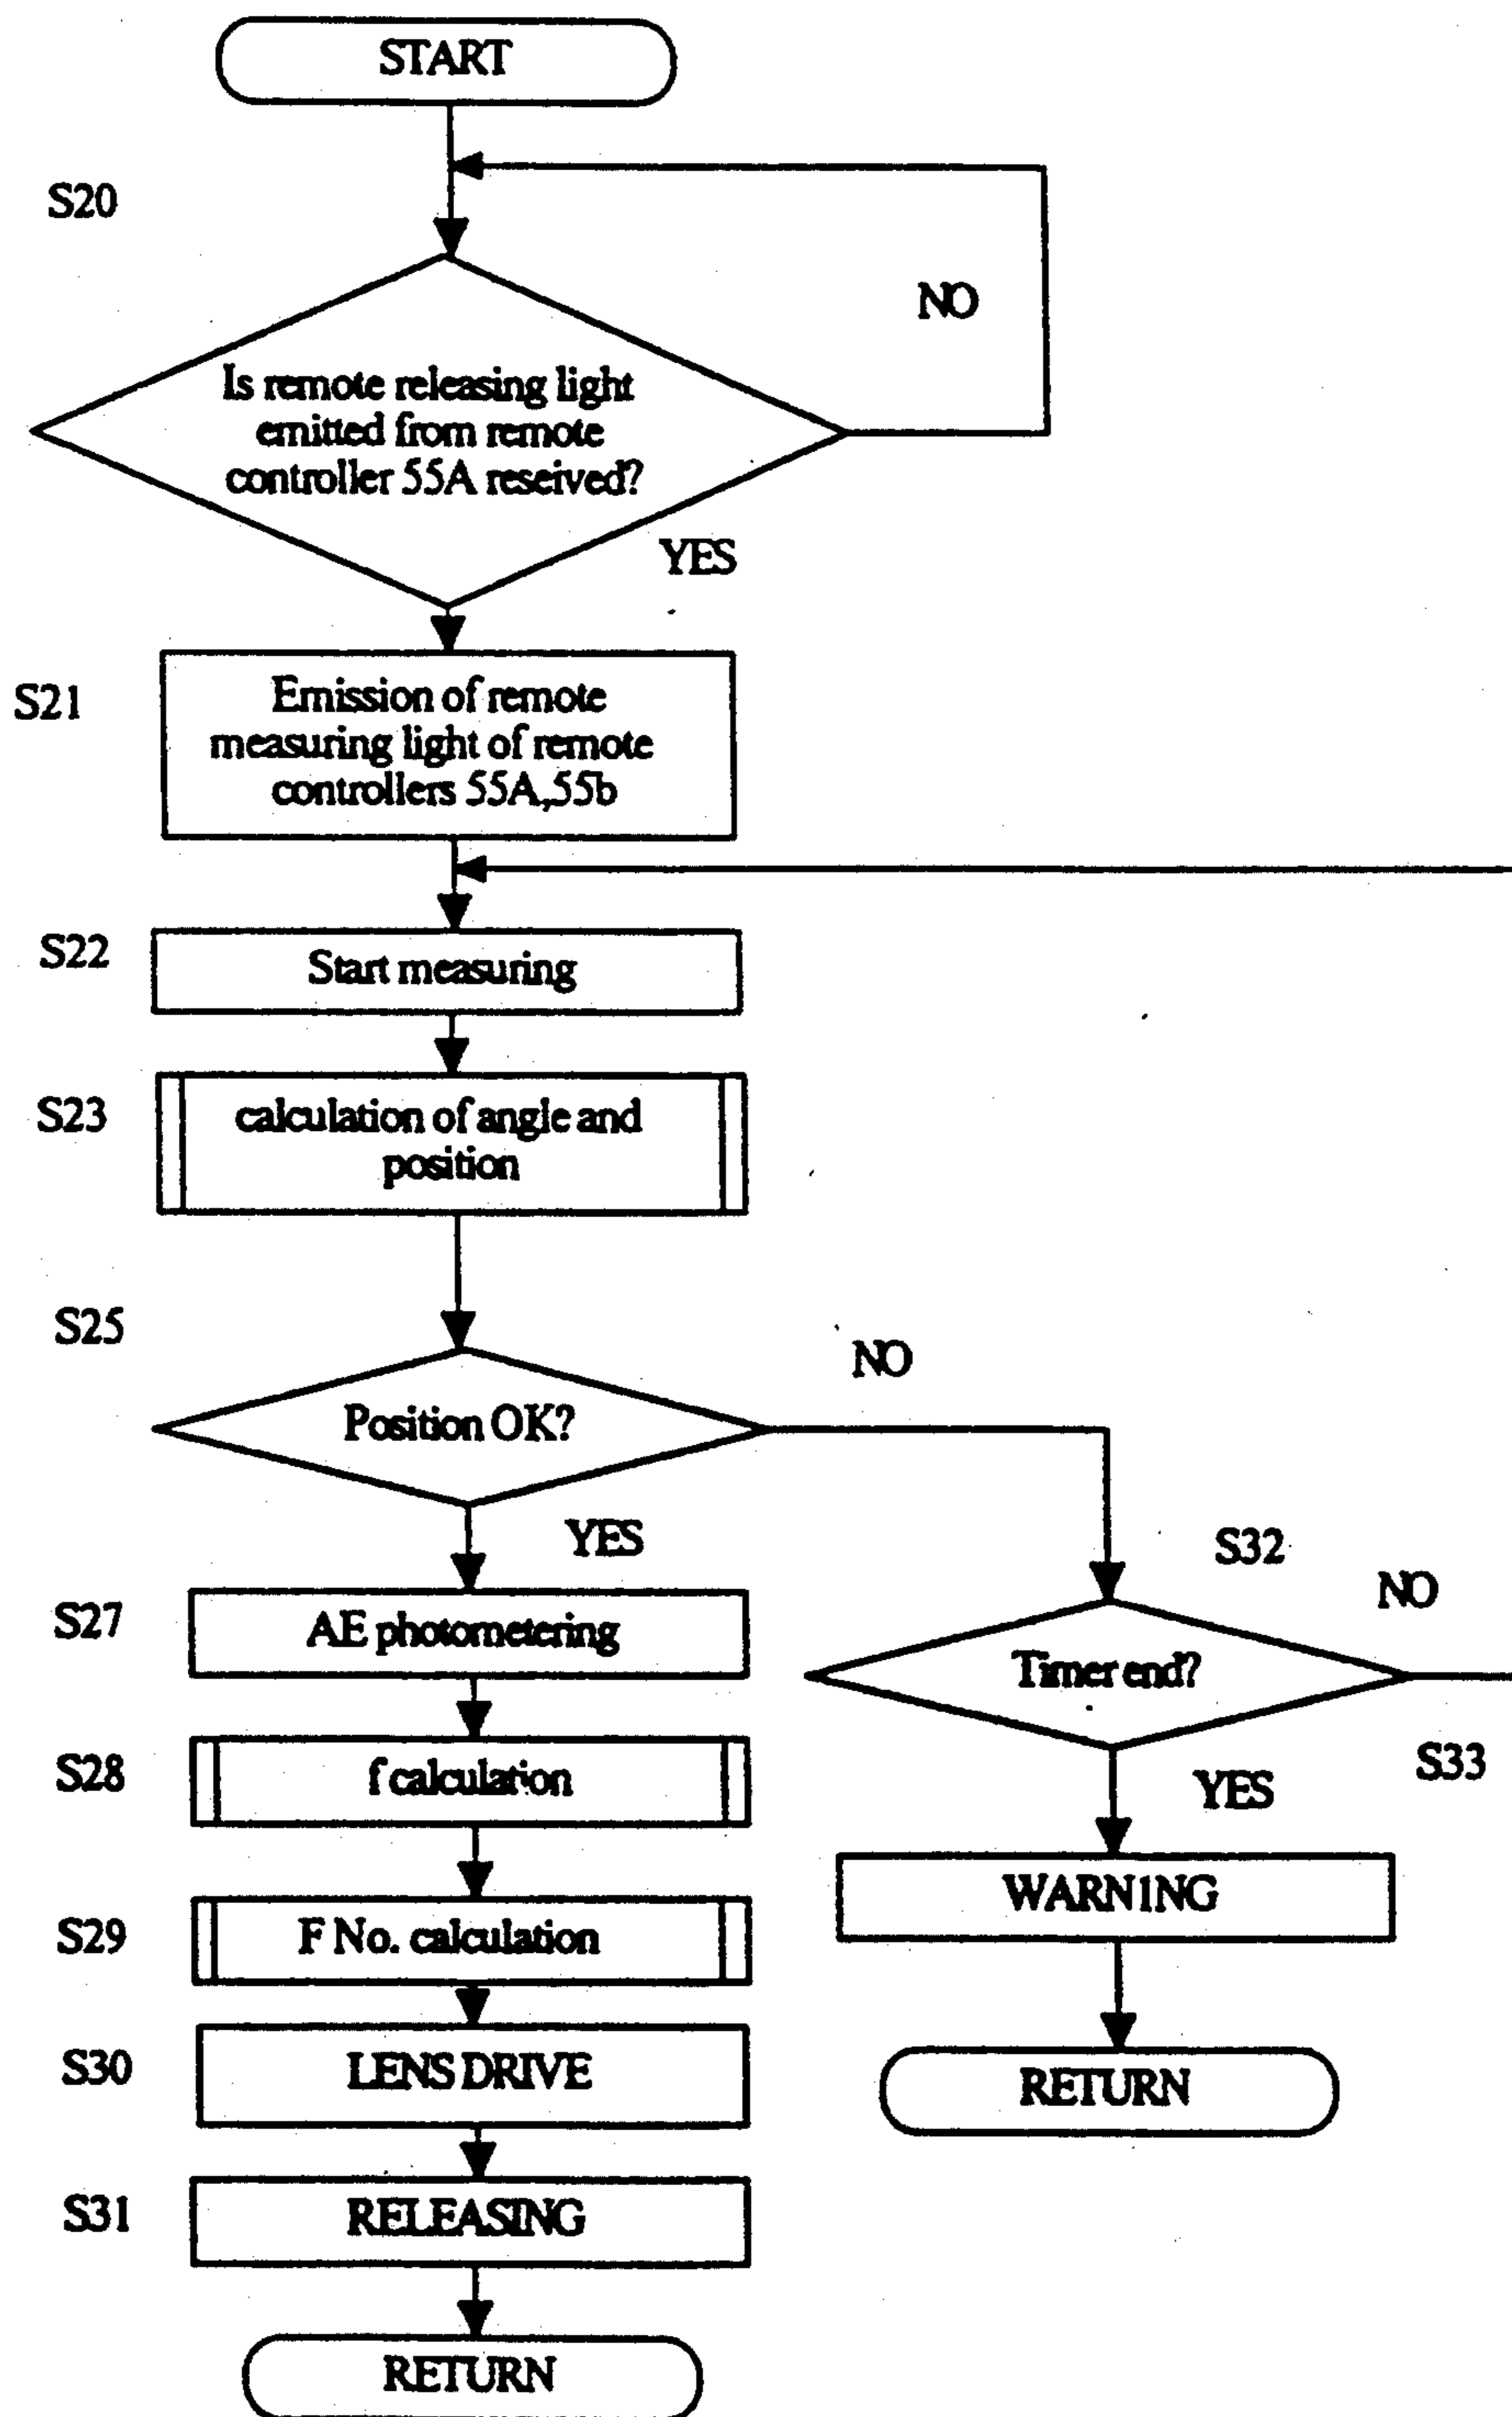 START
S20
NO
Is remote releasing light
emitted from remote
controller 55A reseived?
YES
S21
Emission of remote
measuring light of remote
controllers 55A,55b
S22
Start measuring
S23
calculation of angle and
position
S25
NO
Position OK?
YES
S32
NO
S27
AE photometering
Timer end?
S28
f calculation
YES
S33
WARN1NG
S29
F No. calculation
S30
LENS DRIVE
RETURN
S31
RELEASING
RETURN